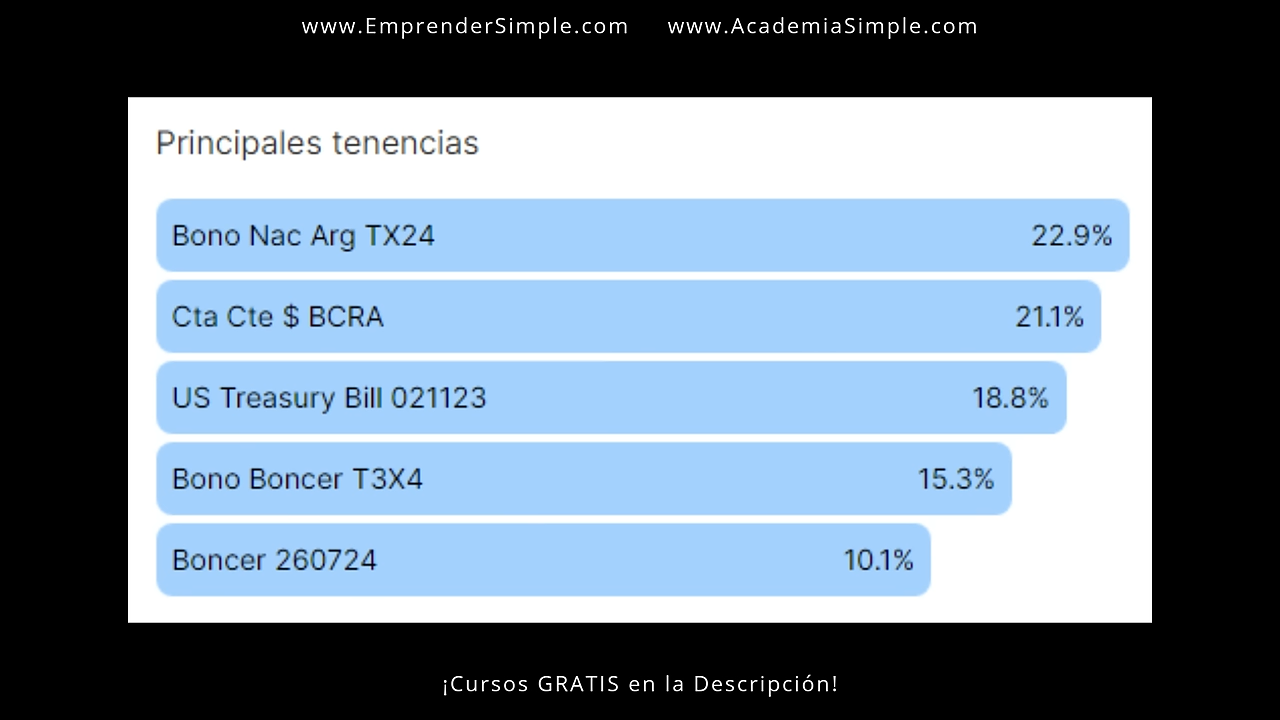 www.EmprenderSimple.com www.AcademiaSimple.com
Principales tenencias
Bono Nac Arg TX24 22.9%
Cta Cte $ BCRA 21.1%
US Treasury Bill 021123 18.8%
Bono Boncer T3X4 15.3%
Boncer 260724 10.1%
¡Cursos GRATIS en la Descripción!